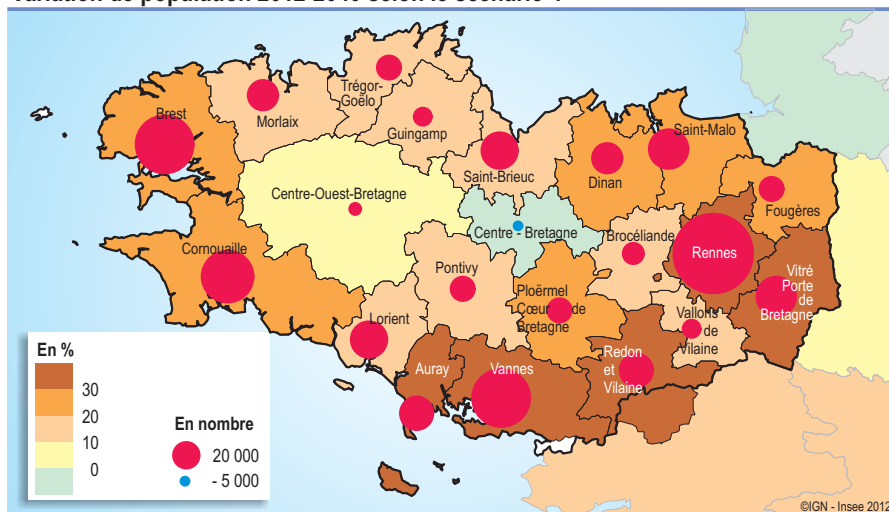 Brest
Morlaix
Trégor-
Goëlo
Guingamp
Saint-Brieuc
Saint-Malo
Dinan
Fougères
Centre-Ouest-Bretagne
Centre - Bretagne
Brocéliande
Rennes
Cornouaille
Pontivy
Ploërmel
Cœur de
Bretagne
Vitré
Porte
de
Bretagne
Lorient
Vallons
de
Vilaine
Auray
Vannes
Redon
et
Vilaine
En %
30
20
10
0
En nombre
20 000
- 5 000
©IGN - Insee 2012